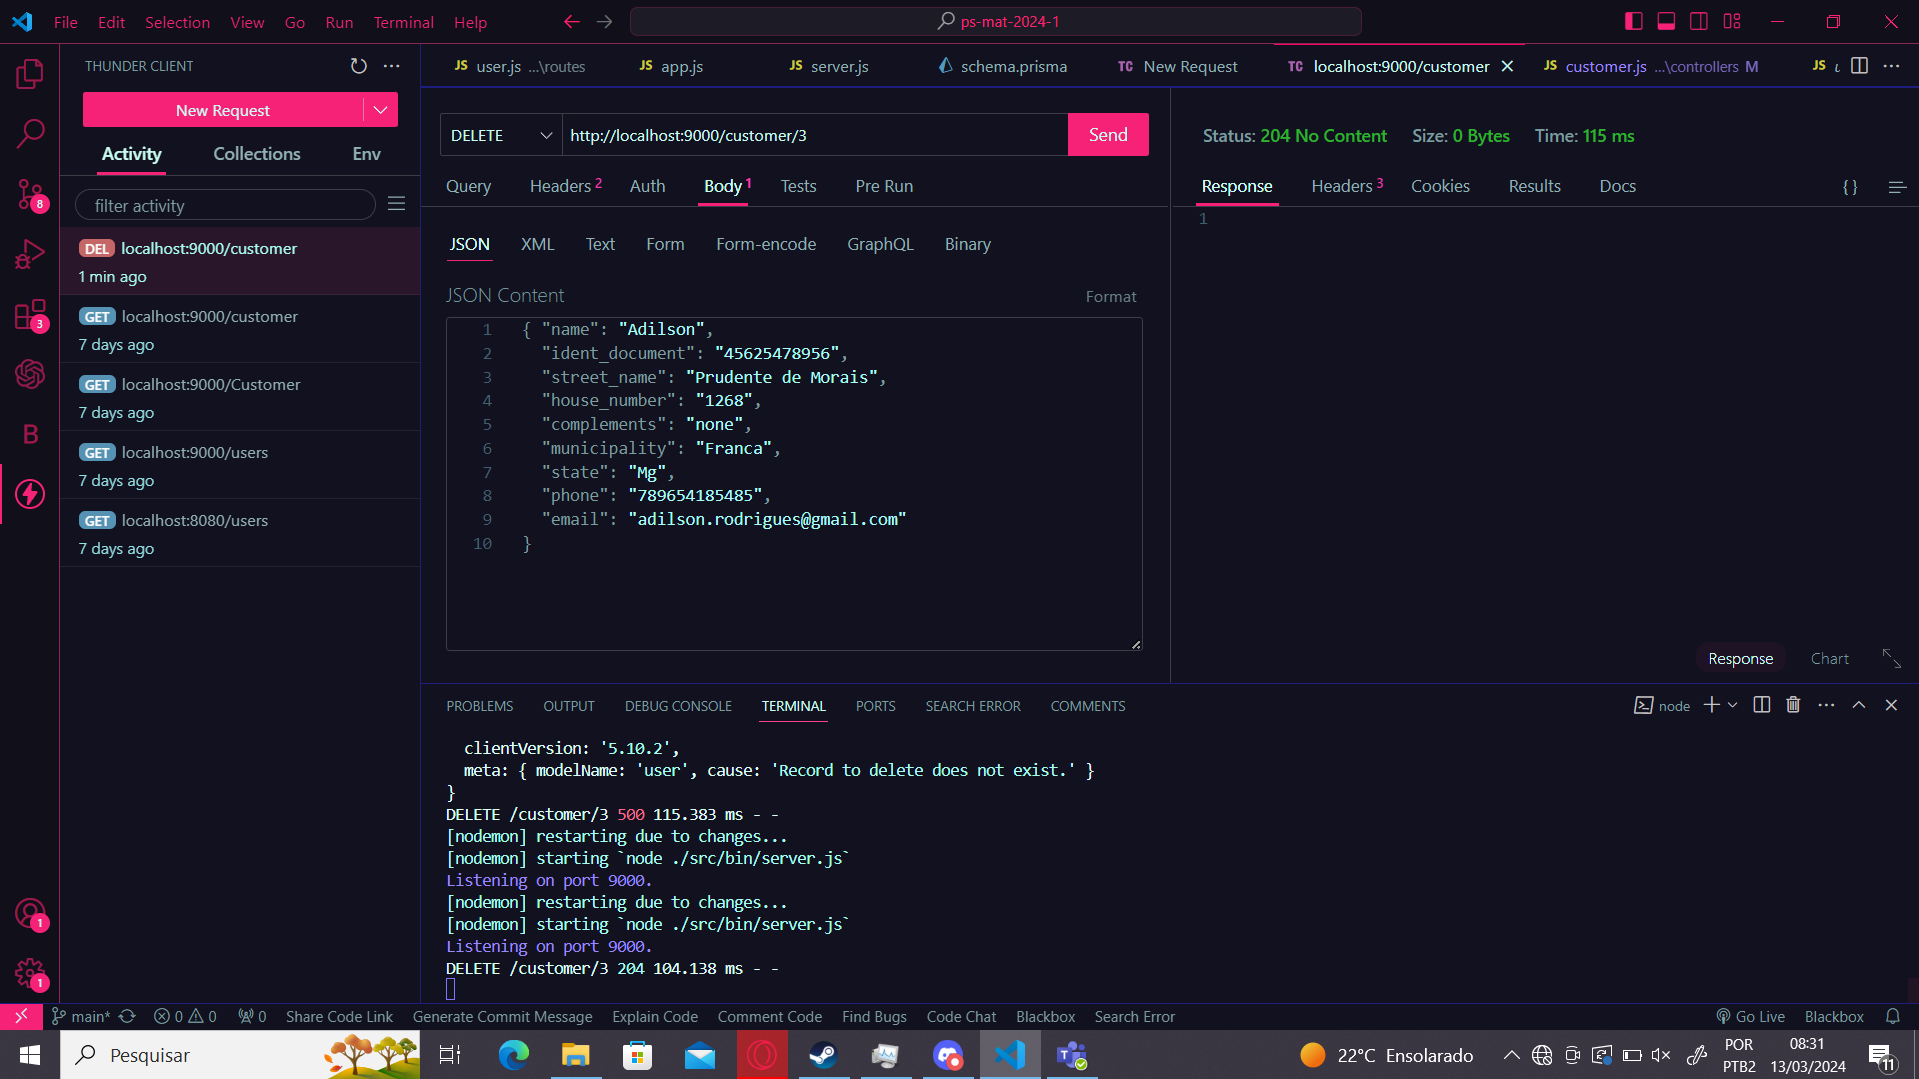 File Edit Selection View Go Run Terminal Help
ps-mat-2024-1
THUNDER CLIENT
New Request
Activity Collections Env
filter activity
DEL localhost:9000/customer
1 min ago
GET localhost:9000/customer
7 days ago
GET localhost:9000/Customer
7 days ago
GET localhost:9000/users
7 days ago
GET localhost:8080/users
7 days ago
8
3
B
1
1
JS user.js ...\routes JS app.js JS server.js schema.prisma TC New Request TC localhost:9000/customer JS customer.js ...\controllers M JS
DELETE http://localhost:9000/customer/3 Send
Query Headers 2 Auth Body 1 Tests Pre Run
JSON XML Text Form Form-encode GraphQL Binary
JSON Content Format
1 { "name": "Adilson",
2 "ident_document": "45625478956",
3 "street_name": "Prudente de Morais",
4 "house_number": "1268",
5 "complements": "none",
6 "municipality": "Franca",
7 "state": "Mg",
8 "phone": "789654185485",
9 "email": "adilson.rodrigues@gmail.com"
10 }
Status: 204 No Content Size: 0 Bytes Time: 115 ms
Response Headers 3 Cookies Results Docs { }
1
Response Chart
PROBLEMS OUTPUT DEBUG CONSOLE TERMINAL PORTS SEARCH ERROR COMMENTS
node
clientVersion: '5.10.2',
meta: { modelName: 'user', cause: 'Record to delete does not exist.' }
}
DELETE /customer/3 500 115.383 ms - -
[nodemon] restarting due to changes...
[nodemon] starting `node ./src/bin/server.js`
Listening on port 9000.
[nodemon] restarting due to changes...
[nodemon] starting `node ./src/bin/server.js`
Listening on port 9000.
DELETE /customer/3 204 104.138 ms - -
main* 0 0 0 Share Code Link Generate Commit Message Explain Code Comment Code Find Bugs Code Chat Blackbox Search Error Go Live Blackbox
Pesquisar
22°C Ensolarado
POR
PTB2
08:31
13/03/2024
11